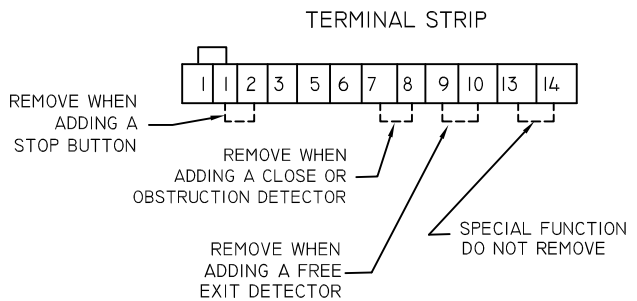 TERMINAL STRIP
1 1 2 3 5 6 7 8 9 10 13 14
REMOVE WHEN
ADDING A
STOP BUTTON
REMOVE WHEN
ADDING A CLOSE OR
OBSTRUCTION DETECTOR
REMOVE WHEN
ADDING A FREE
EXIT DETECTOR
SPECIAL FUNCTION
DO NOT REMOVE